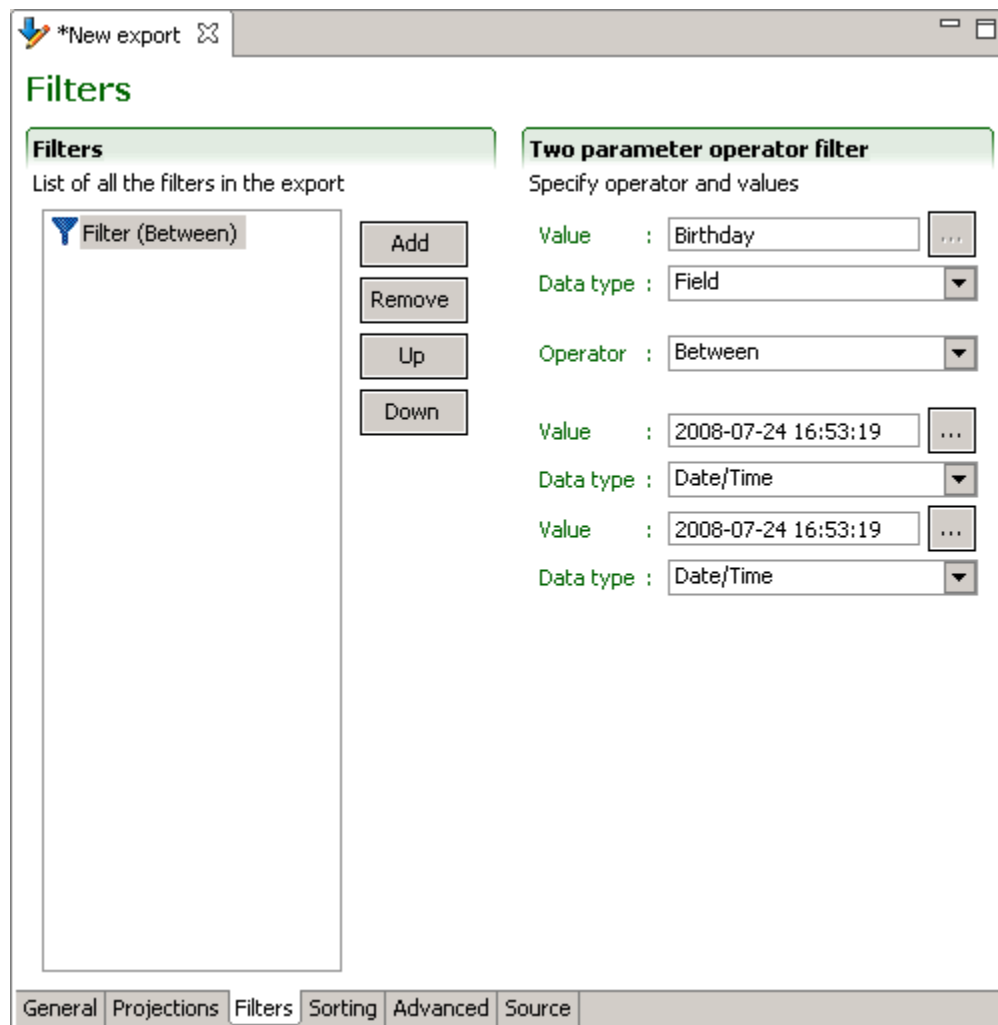 *New export
Filters
Filters
List of all the filters in the export
Filter (Between)
Add
Remove
Up
Down
Two parameter operator filter
Specify operator and values
Value : Birthday ...
Data type : Field
Operator : Between
Value : 2008-07-24 16:53:19 ...
Data type : Date/Time
Value : 2008-07-24 16:53:19 ...
Data type : Date/Time
General Projections Filters Sorting Advanced Source